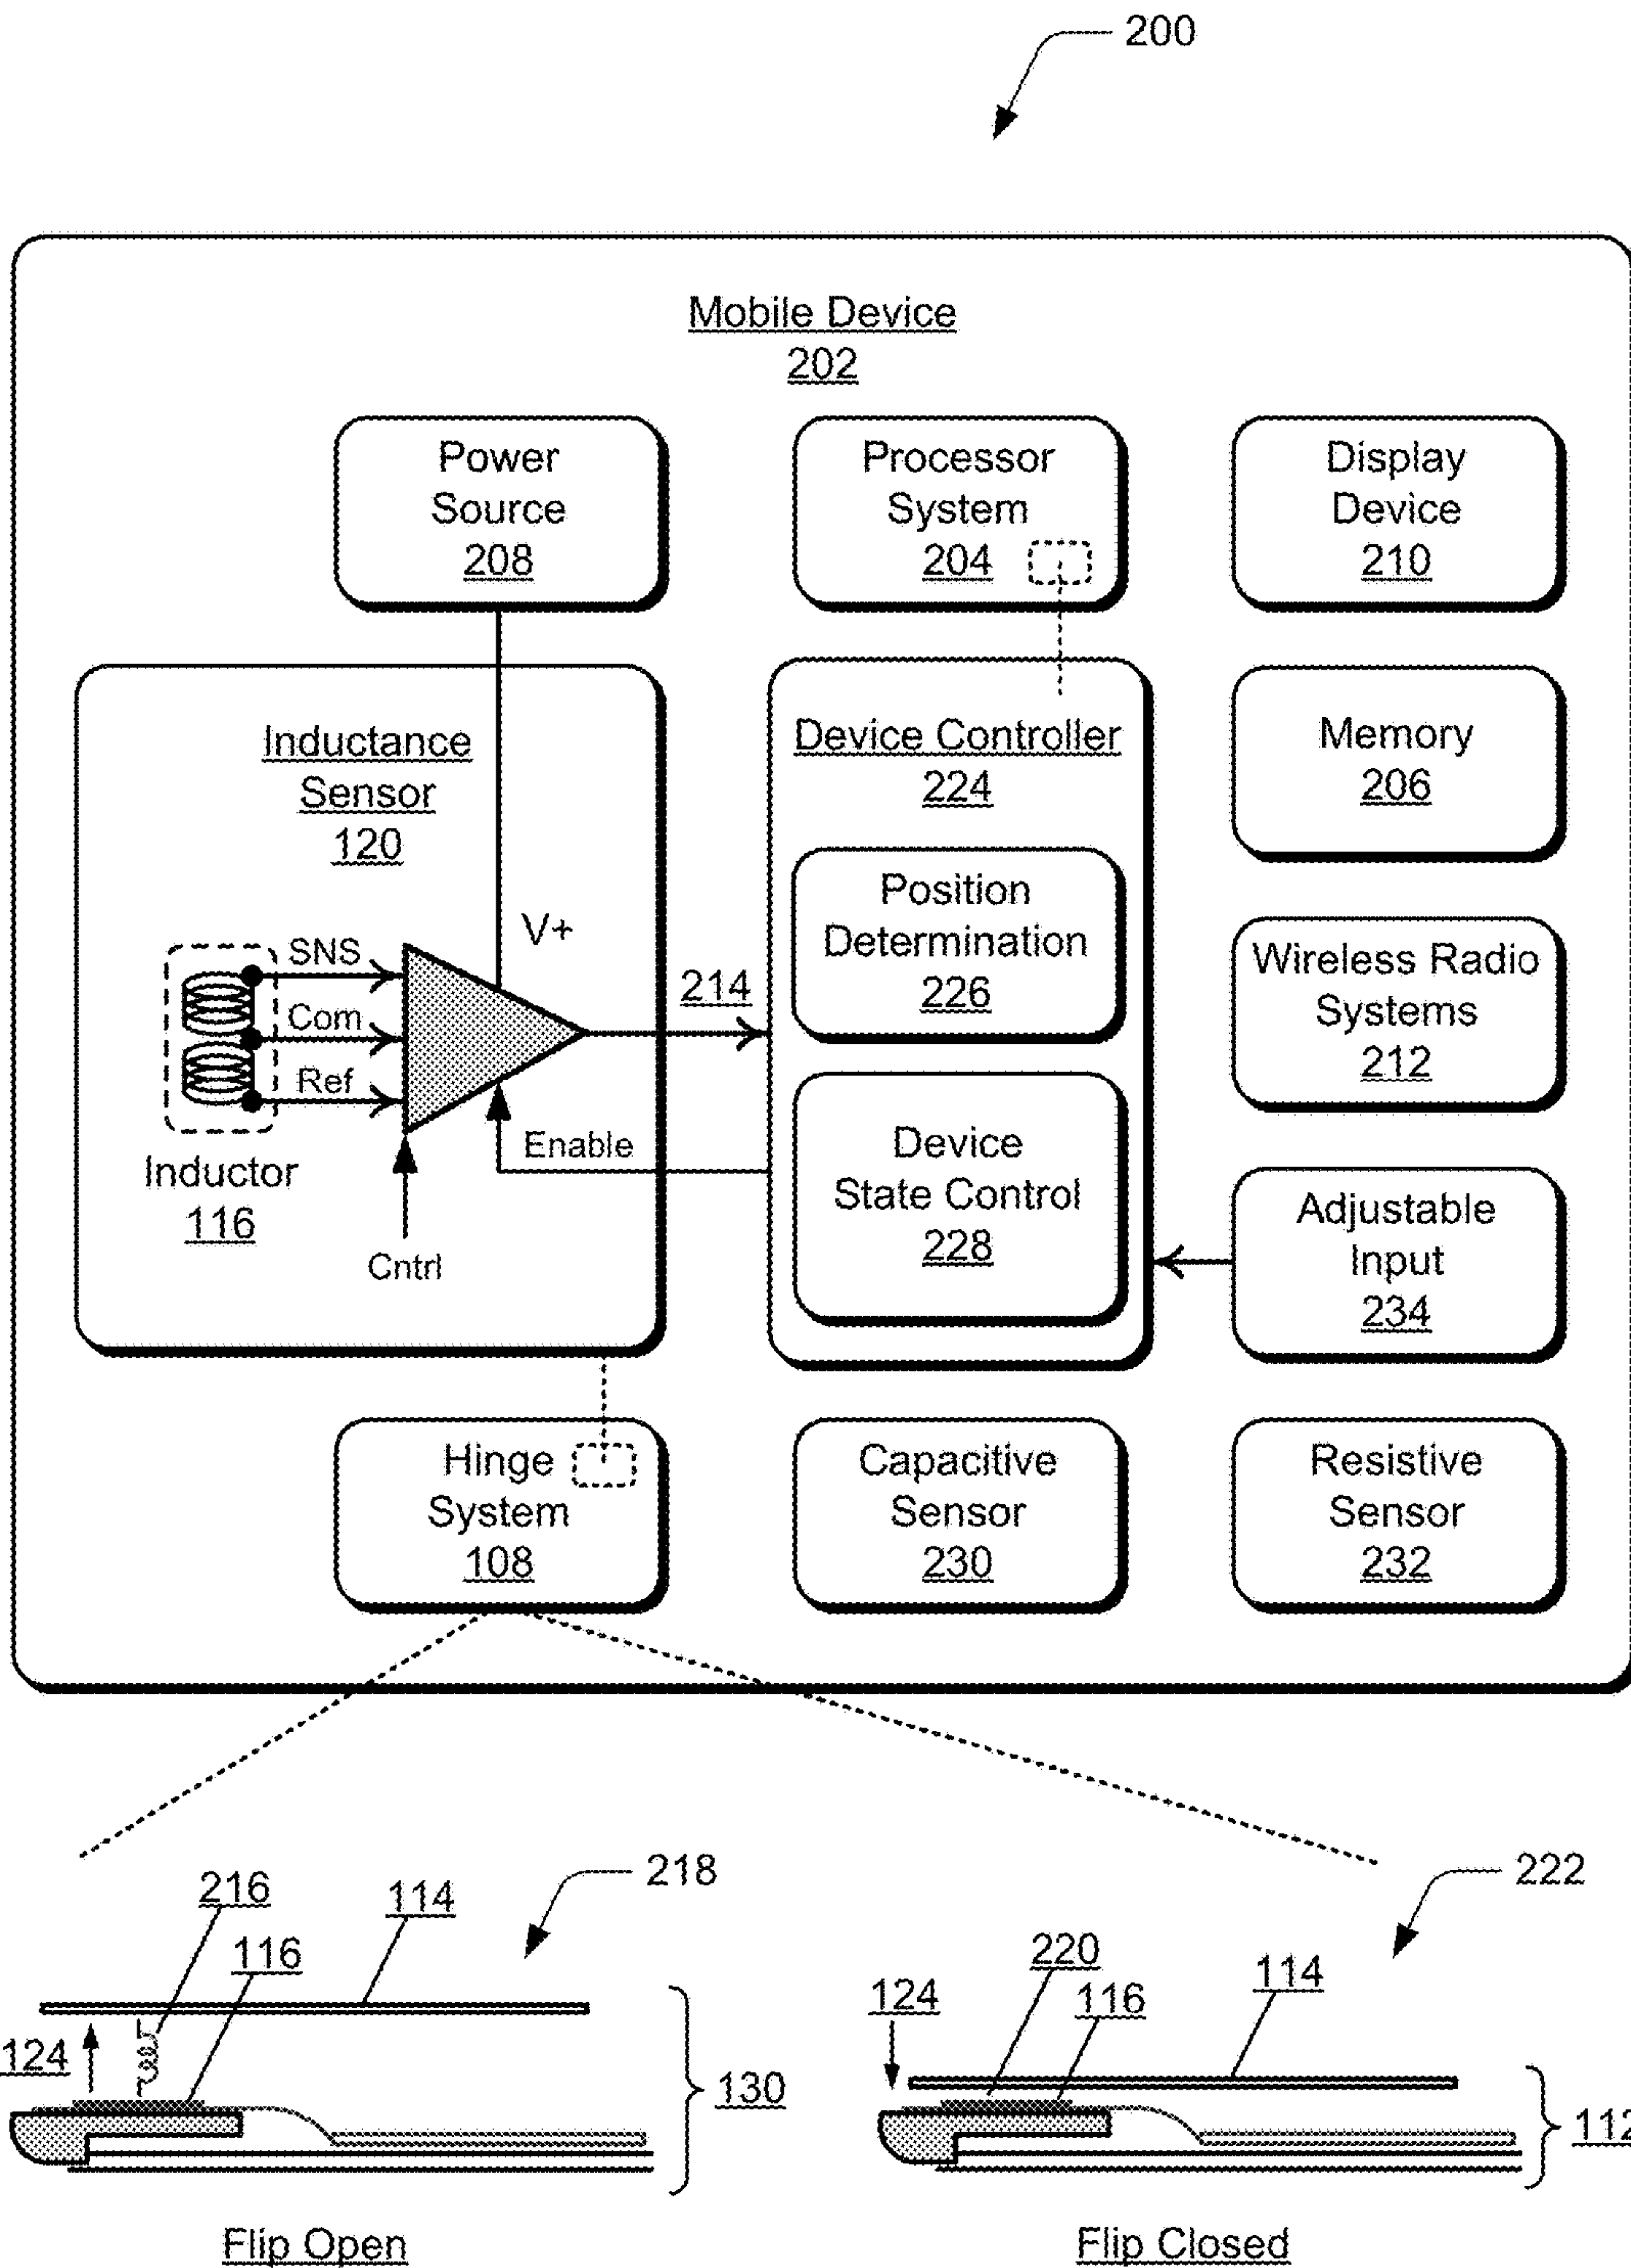 200
Mobile Device
202
Power
Source
208
Processor
System
204
Display
Device
210
Inductance
Sensor
120
V+
SNS
Com
Ref
Inductor
116
Enable
Cntrl
214
Device Controller
224
Position
Determination
226
Device
State Control
228
Memory
206
Wireless Radio
Systems
212
Adjustable
Input
234
Hinge
System
108
Capacitive
Sensor
230
Resistive
Sensor
232
216
114
218
116
124
130
Flip Open
222
220
114
124
116
112
Flip Closed